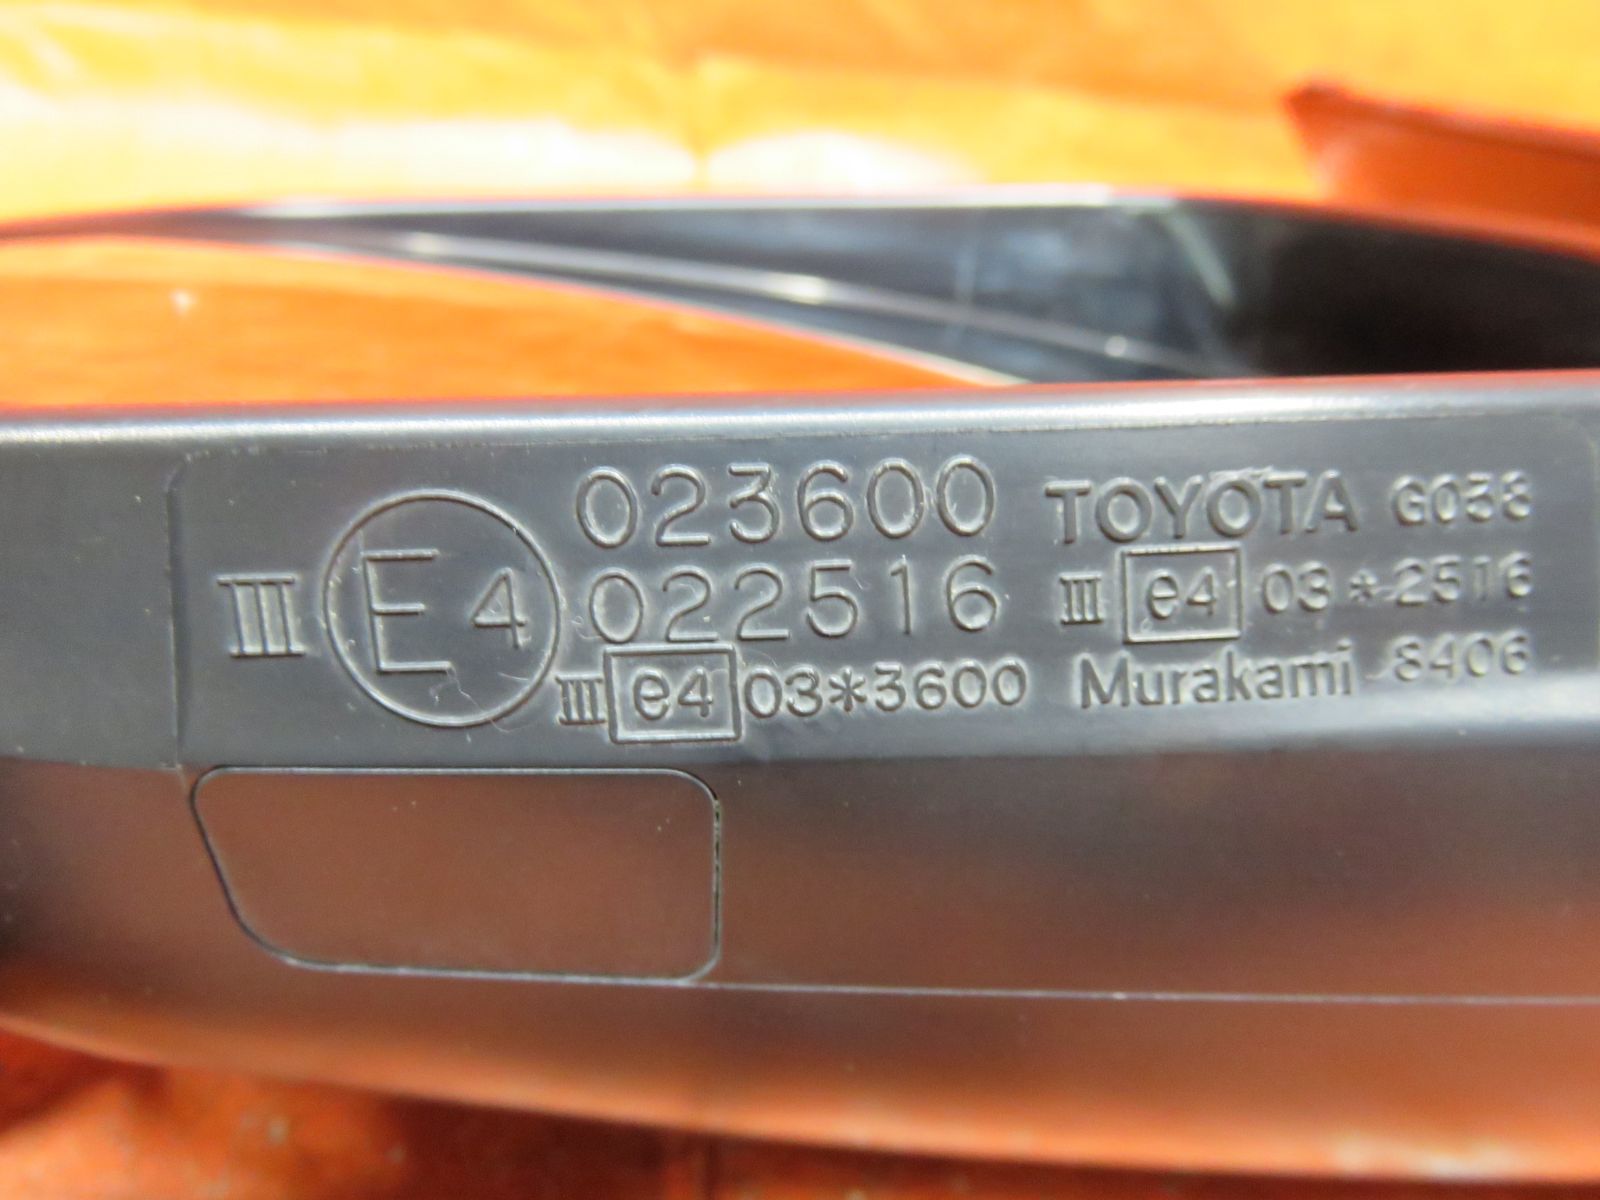 023600 TOYOTA G038
III E4 022516 III e4 03*2516
III e4 03*3600 Murakami 8406